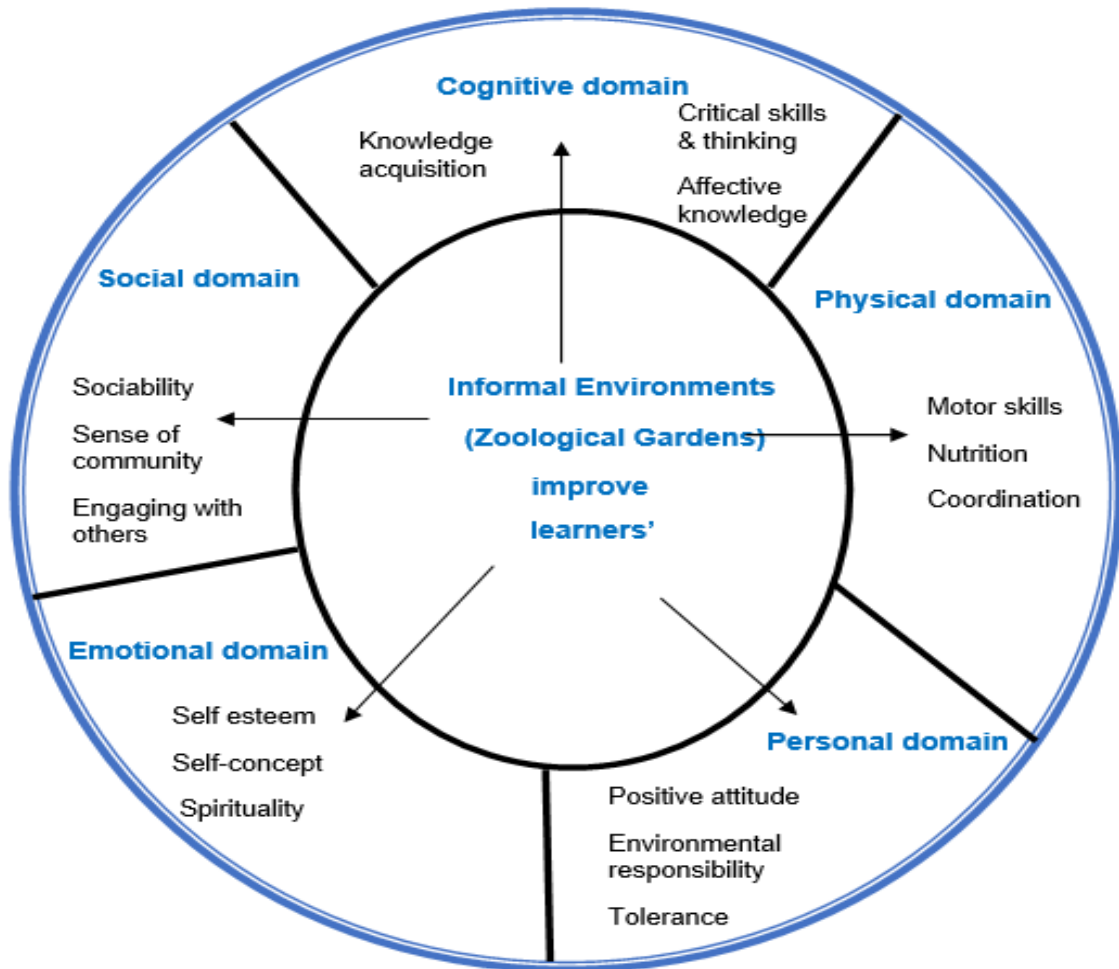 Cognitive domain
Knowledge
acquisition
Critical skills
& thinking
Affective
knowledge
Social domain
Sociability
Sense of
community
Engaging with
others
Informal Environments
(Zoological Gardens)
improve
learners’
Physical domain
Motor skills
Nutrition
Coordination
Emotional domain
Self esteem
Self-concept
Spirituality
Personal domain
Positive attitude
Environmental
responsibility
Tolerance